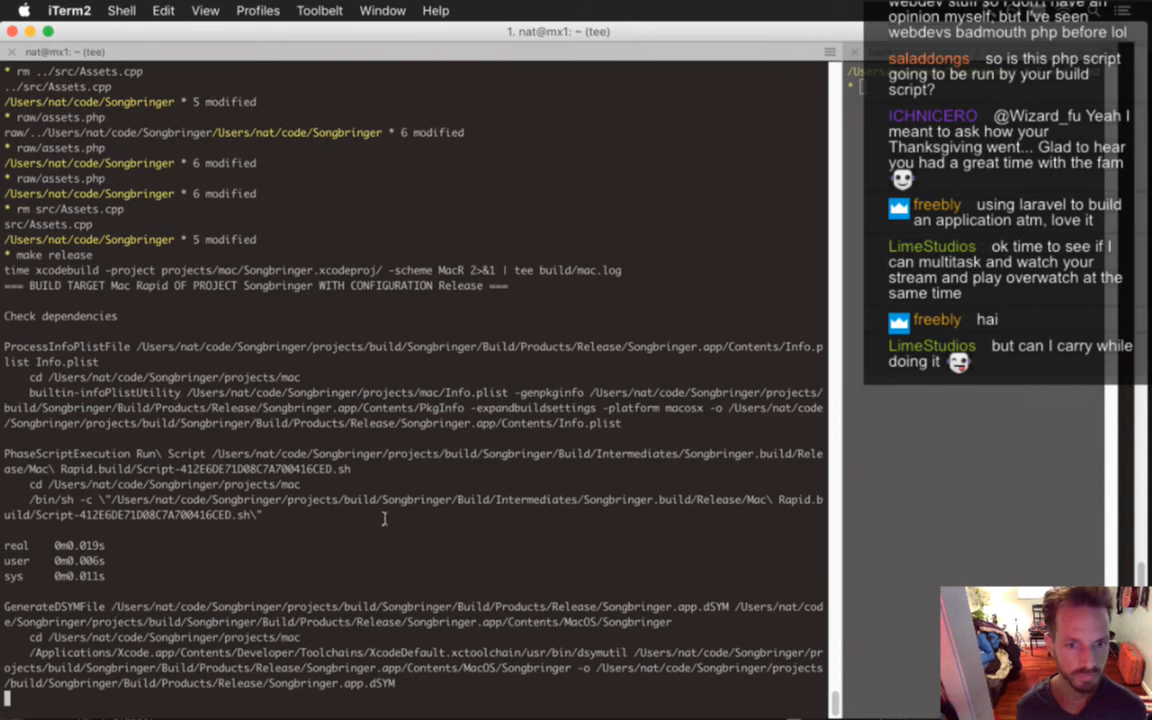 iTerm2 Shell Edit View Profiles Toolbelt Window Help
1. nat@mx1: ~ (tee)
nat@mx1: ~ (tee)
* rm ../src/Assets.cpp
../src/Assets.cpp
/Users/nat/code/Songbringer * 5 modified
* raw/assets.php
raw/../Users/nat/code/Songbringer/Users/nat/code/Songbringer * 6 modified
* raw/assets.php
/Users/nat/code/Songbringer * 6 modified
* raw/assets.php
/Users/nat/code/Songbringer * 6 modified
* rm src/Assets.cpp
src/Assets.cpp
/Users/nat/code/Songbringer * 5 modified
* make release
time xcodebuild -project projects/mac/Songbringer.xcodeproj/ -scheme MacR 2>&1 | tee build/mac.log
=== BUILD TARGET Mac Rapid OF PROJECT Songbringer WITH CONFIGURATION Release ===
Check dependencies
ProcessInfoPlistFile /Users/nat/code/Songbringer/projects/build/Songbringer/Build/Products/Release/Songbringer.app/Contents/Info.p
list Info.plist
cd /Users/nat/code/Songbringer/projects/mac
builtin-infoPlistUtility /Users/nat/code/Songbringer/projects/mac/Info.plist -genpkginfo /Users/nat/code/Songbringer/projects/
build/Songbringer/Build/Products/Release/Songbringer.app/Contents/PkgInfo -expandbuildsettings -platform macosx -o /Users/nat/code
/Songbringer/projects/build/Songbringer/Build/Products/Release/Songbringer.app/Contents/Info.plist
PhaseScriptExecution Run\ Script /Users/nat/code/Songbringer/projects/build/Songbringer/Build/Intermediates/Songbringer.build/Rele
ase/Mac\ Rapid.build/Script-412E6DE71D08C7A700416CED.sh
cd /Users/nat/code/Songbringer/projects/mac
/bin/sh -c \"/Users/nat/code/Songbringer/projects/build/Songbringer/Build/Intermediates/Songbringer.build/Release/Mac\ Rapid.b
uild/Script-412E6DE71D08C7A700416CED.sh\"
real 0m0.019s
user 0m0.006s
sys 0m0.011s
GenerateDSYMFile /Users/nat/code/Songbringer/projects/build/Songbringer/Build/Products/Release/Songbringer.app.dSYM /Users/nat/cod
e/Songbringer/projects/build/Songbringer/Build/Products/Release/Songbringer.app/Contents/MacOS/Songbringer
cd /Users/nat/code/Songbringer/projects/mac
/Applications/Xcode.app/Contents/Developer/Toolchains/XcodeDefault.xctoolchain/usr/bin/dsymutil /Users/nat/code/Songbringer/pr
ojects/build/Songbringer/Build/Products/Release/Songbringer.app/Contents/MacOS/Songbringer -o /Users/nat/code/Songbringer/projects
/build/Songbringer/Build/Products/Release/Songbringer.app.dSYM
webdev stuff so I don't have an
opinion myself, but I've seen
webdevs badmouth php before lol
saladdongs so is this php script
going to be run by your build
script?
ICHNICERO @Wizard_fu Yeah I
meant to ask how your
Thanksgiving went... Glad to hear
you had a great time with the fam
freebly using laravel to build
an application atm, love it
LimeStudios ok time to see if I
can multitask and watch your
stream and play overwatch at the
same time
freebly hai
LimeStudios but can I carry while
doing it